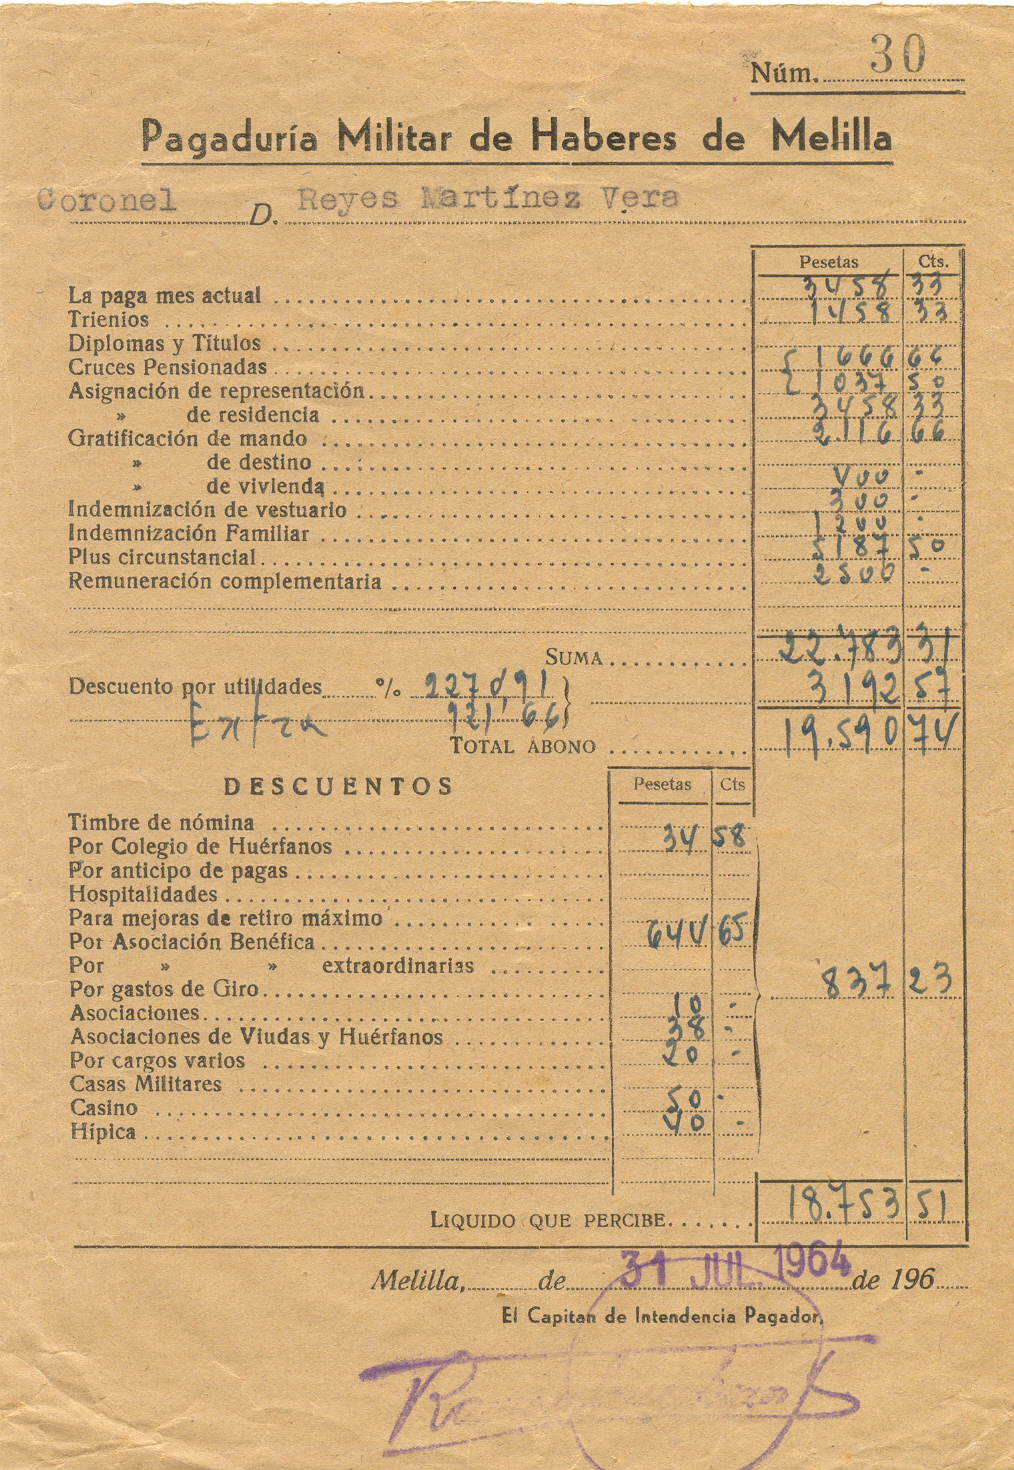 Núm. 30
Pagaduría Militar de Haberes de Melilla
Coronel D. Reyes Martínez Vera
Pesetas Cts.
La paga mes actual 3458 33
Trienios 1458 33
Diplomas y Títulos
Cruces Pensionadas { 1666 66
Asignación de representación { 1037 50
» de residencia 3458 33
Gratificación de mando 2.116 66
» de destino
» de vivienda 400 -
Indemnización de vestuario 300 -
Indemnización Familiar 1200 -
Plus circunstancial 5187 50
Remuneración complementaria 2500 -
SUMA 22.783 31
Descuento por utilidades % 2270,91 } 3192 57
Extra 921,66
TOTAL ABONO 19.590 74
DESCUENTOS Pesetas Cts
Timbre de nómina
Por Colegio de Huérfanos 34 58
Por anticipo de pagas
Hospitalidades
Para mejoras de retiro máximo
Por Asociación Benéfica 644 65
Por » » extraordinarias
Por gastos de Giro 837 23
Asociaciones 10 -
Asociaciones de Viudas y Huérfanos 38 -
Por cargos varios 20 -
Casas Militares
Casino 50 -
Hípica 40 -
LIQUIDO QUE PERCIBE 18.753 51
Melilla, de 31 JUL. 1964 de 196
El Capitan de Intendencia Pagador,